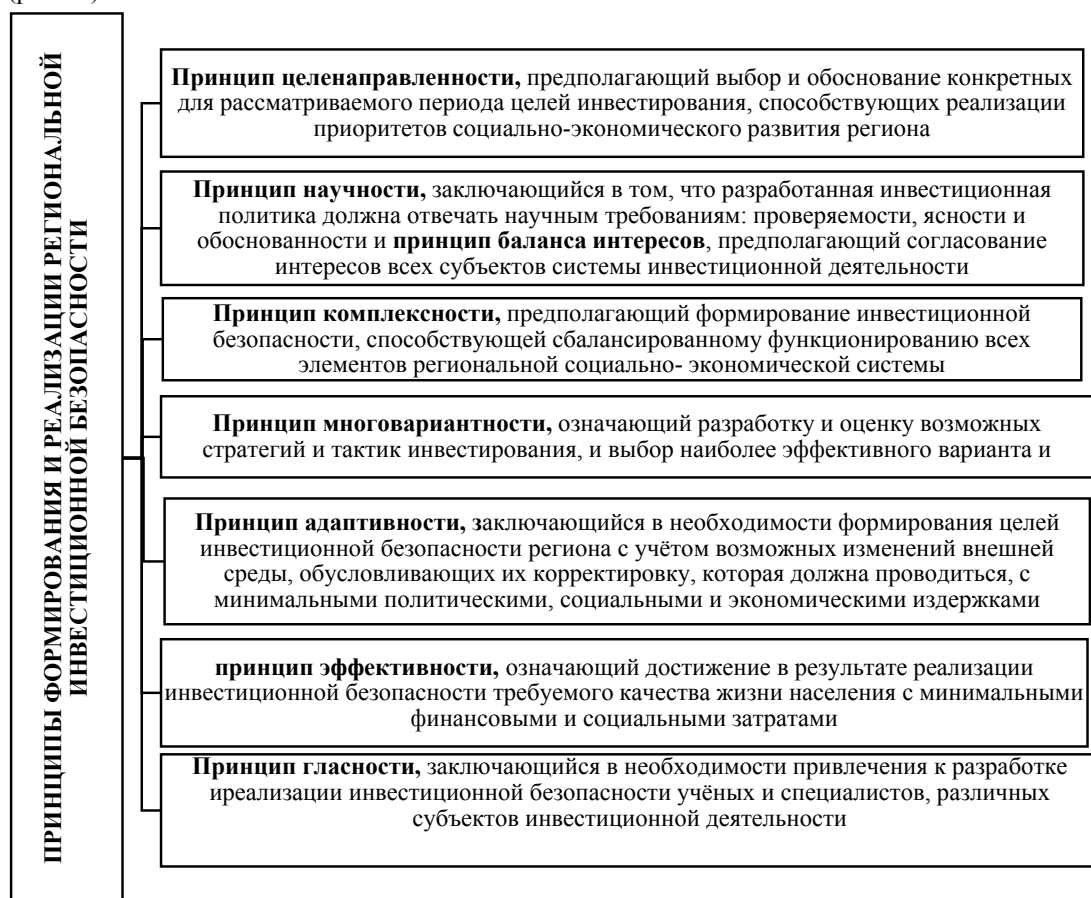 ПРИНЦИПЫ ФОРМИРОВАНИЯ И РЕАЛИЗАЦИИ РЕГИОНАЛЬНОЙ
ИНВЕСТИЦИОННОЙ БЕЗОПАСНОСТИ
Принцип целенаправленности, предполагающий выбор и обоснование конкретных
для рассматриваемого периода целей инвестирования, способствующих реализации
приоритетов социально-экономического развития региона
Принцип научности, заключающийся в том, что разработанная инвестиционная
политика должна отвечать научным требованиям: проверяемости, ясности и
обоснованности и принцип баланса интересов, предполагающий согласование
интересов всех субъектов системы инвестиционной деятельности
Принцип комплексности, предполагающий формирование инвестиционной
безопасности, способствующей сбалансированному функционированию всех
элементов региональной социально- экономической системы
Принцип многовариантности, означающий разработку и оценку возможных
стратегий и тактик инвестирования, и выбор наиболее эффективного варианта и
Принцип адаптивности, заключающийся в необходимости формирования целей
инвестиционной безопасности региона с учётом возможных изменений внешней
среды, обусловливающих их корректировку, которая должна проводиться, с
минимальными политическими, социальными и экономическими издержками
принцип эффективности, означающий достижение в результате реализации
инвестиционной безопасности требуемого качества жизни населения с минимальными
финансовыми и социальными затратами
Принцип гласности, заключающийся в необходимости привлечения к разработке
иреализации инвестиционной безопасности учёных и специалистов, различных
субъектов инвестиционной деятельности